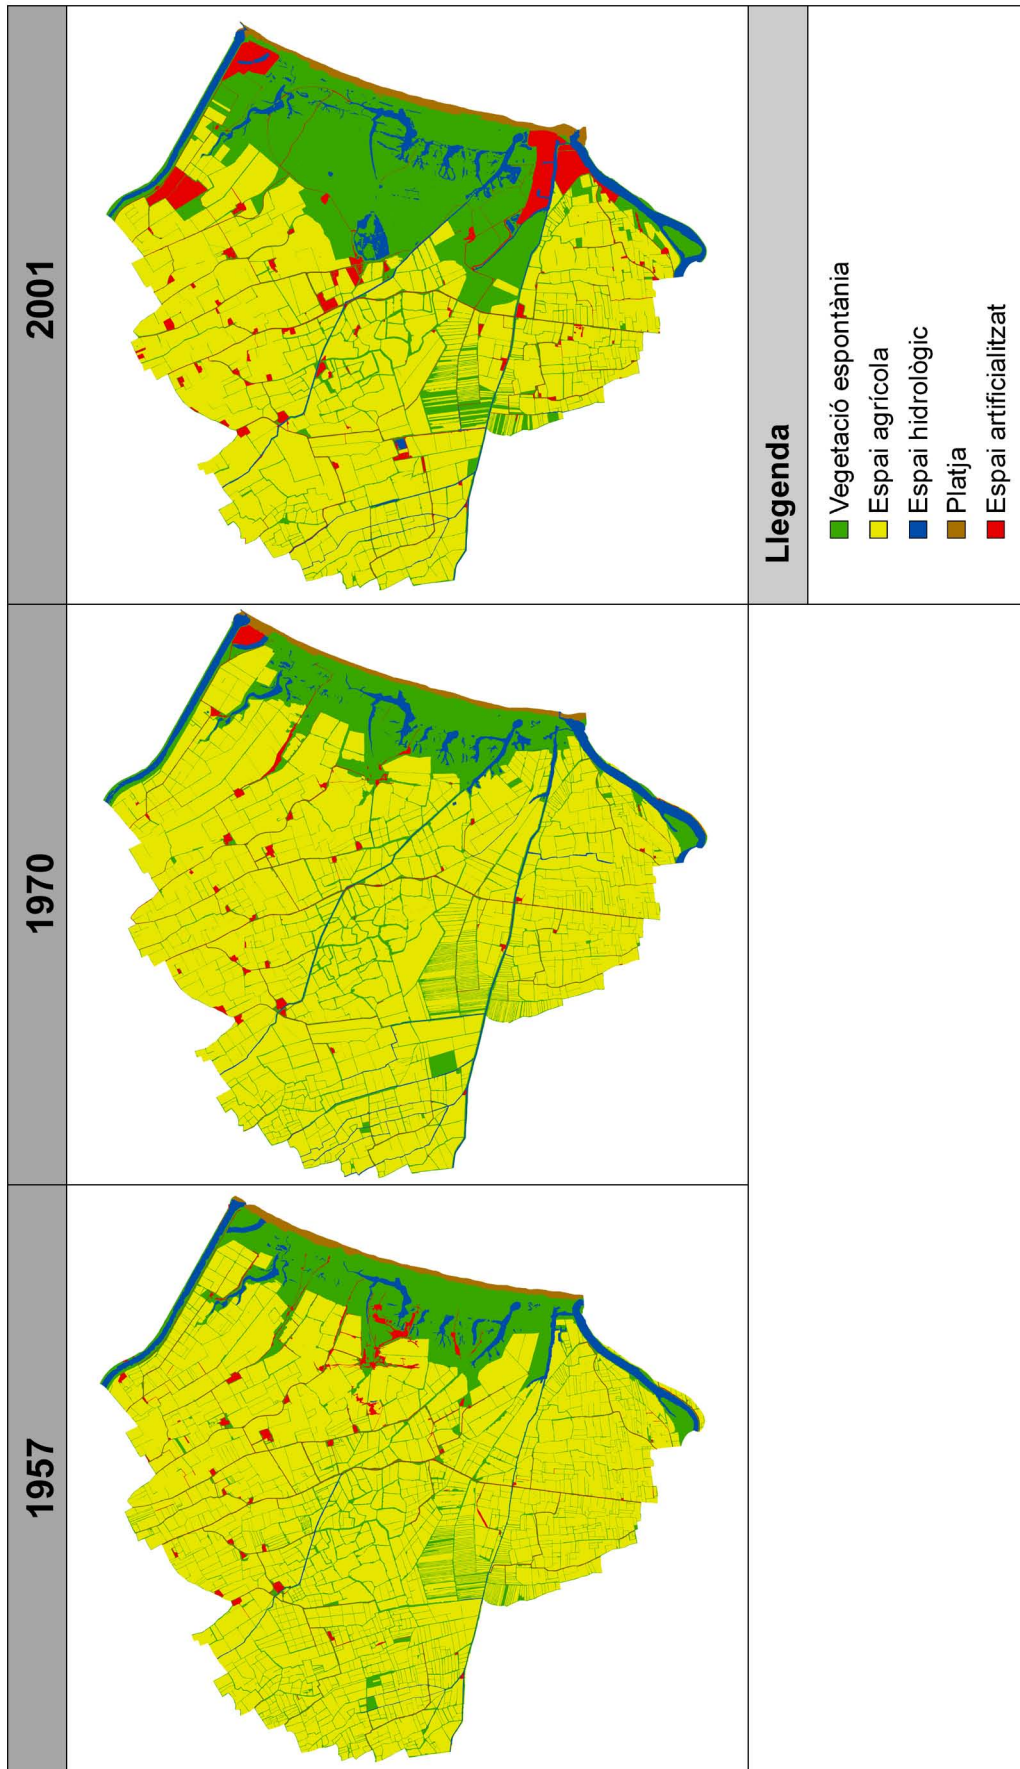 1957
1970
2001
Llegenda
Vegetació espontània
Espai agrícola
Espai hidrològic
Platja
Espai artificialitzat